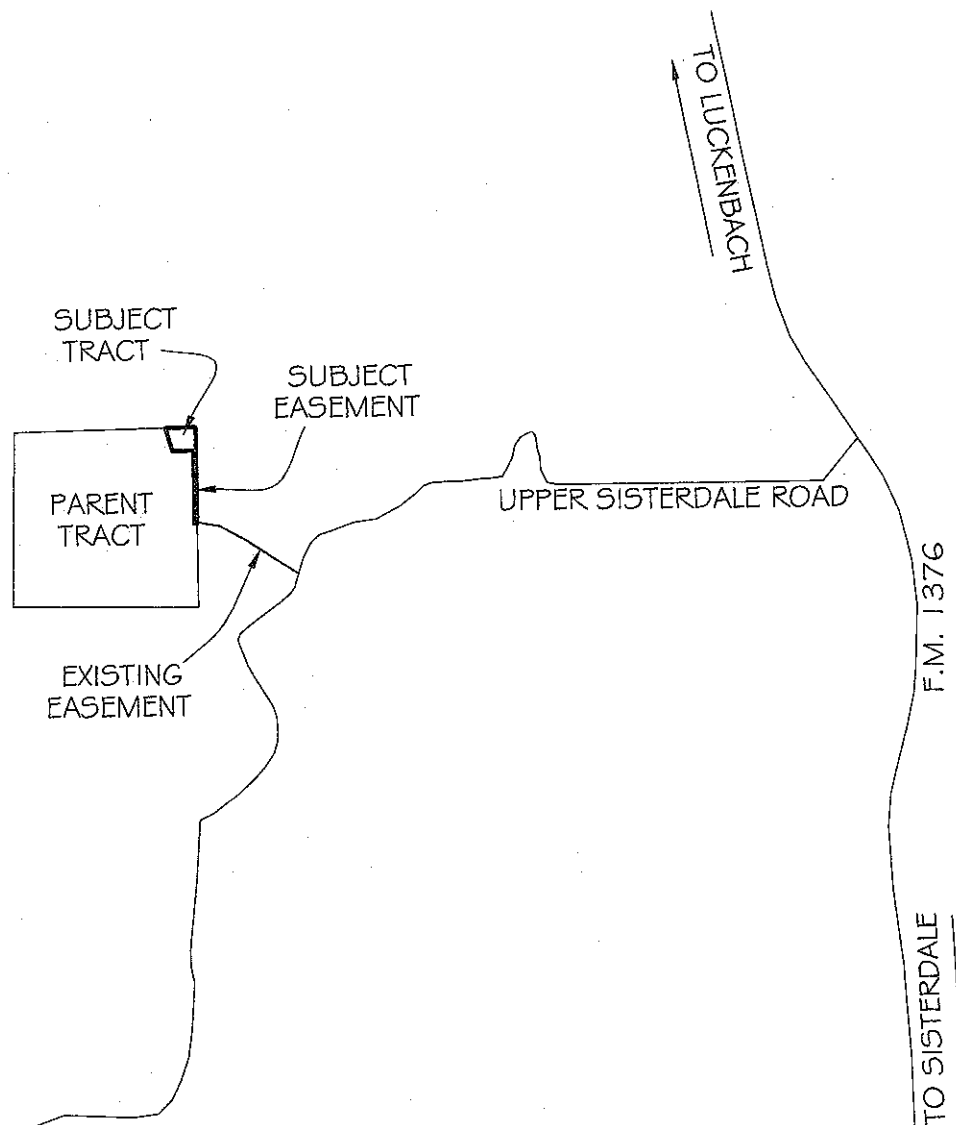 TO LUCKENBACH
SUBJECT
TRACT
SUBJECT
EASEMENT
PARENT
TRACT
UPPER SISTERDALE ROAD
F.M. 1376
EXISTING
EASEMENT
TO SISTERDALE